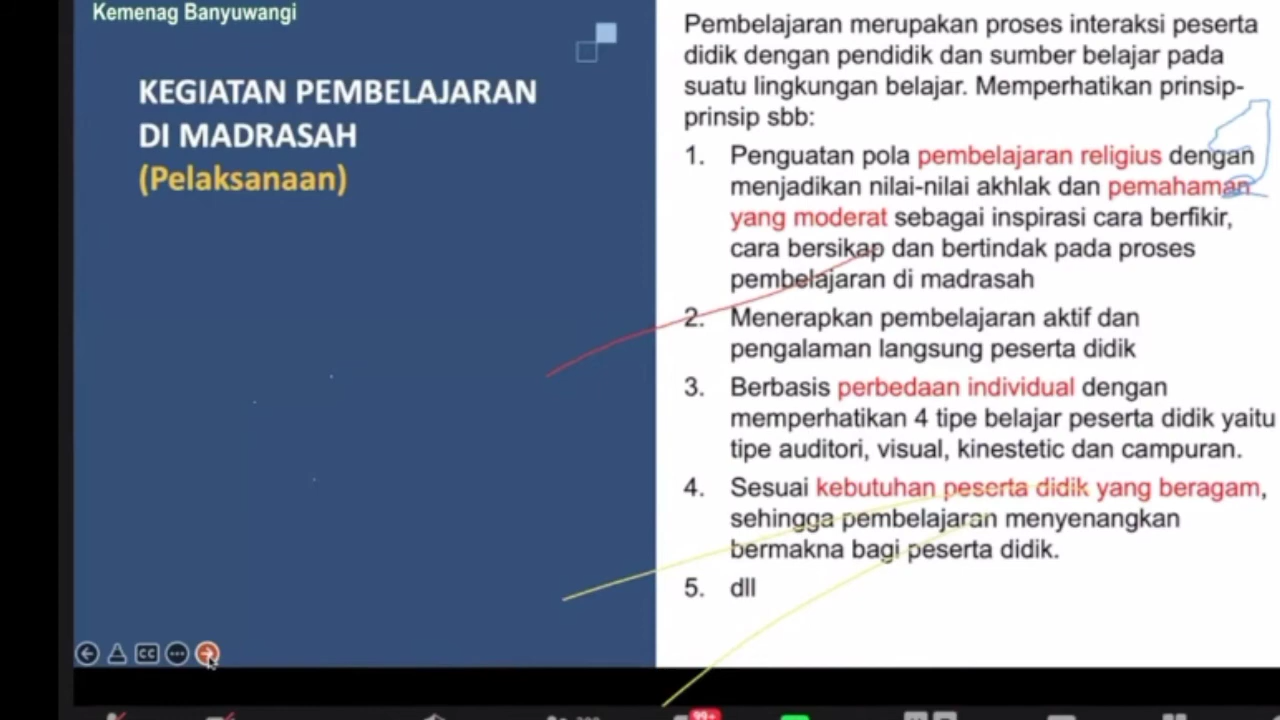 Kemenag Banyuwangi
KEGIATAN PEMBELAJARAN
DI MADRASAH
(Pelaksanaan)
Pembelajaran merupakan proses interaksi peserta
didik dengan pendidik dan sumber belajar pada
suatu lingkungan belajar. Memperhatikan prinsip-
prinsip sbb:
1. Penguatan pola pembelajaran religius dengan
menjadikan nilai-nilai akhlak dan pemahaman
yang moderat sebagai inspirasi cara berfikir,
cara bersikap dan bertindak pada proses
pembelajaran di madrasah
2. Menerapkan pembelajaran aktif dan
pengalaman langsung peserta didik
3. Berbasis perbedaan individual dengan
memperhatikan 4 tipe belajar peserta didik yaitu
tipe auditori, visual, kinestetic dan campuran.
4. Sesuai kebutuhan peserta didik yang beragam,
sehingga pembelajaran menyenangkan
bermakna bagi peserta didik.
5. dll
CC
99+